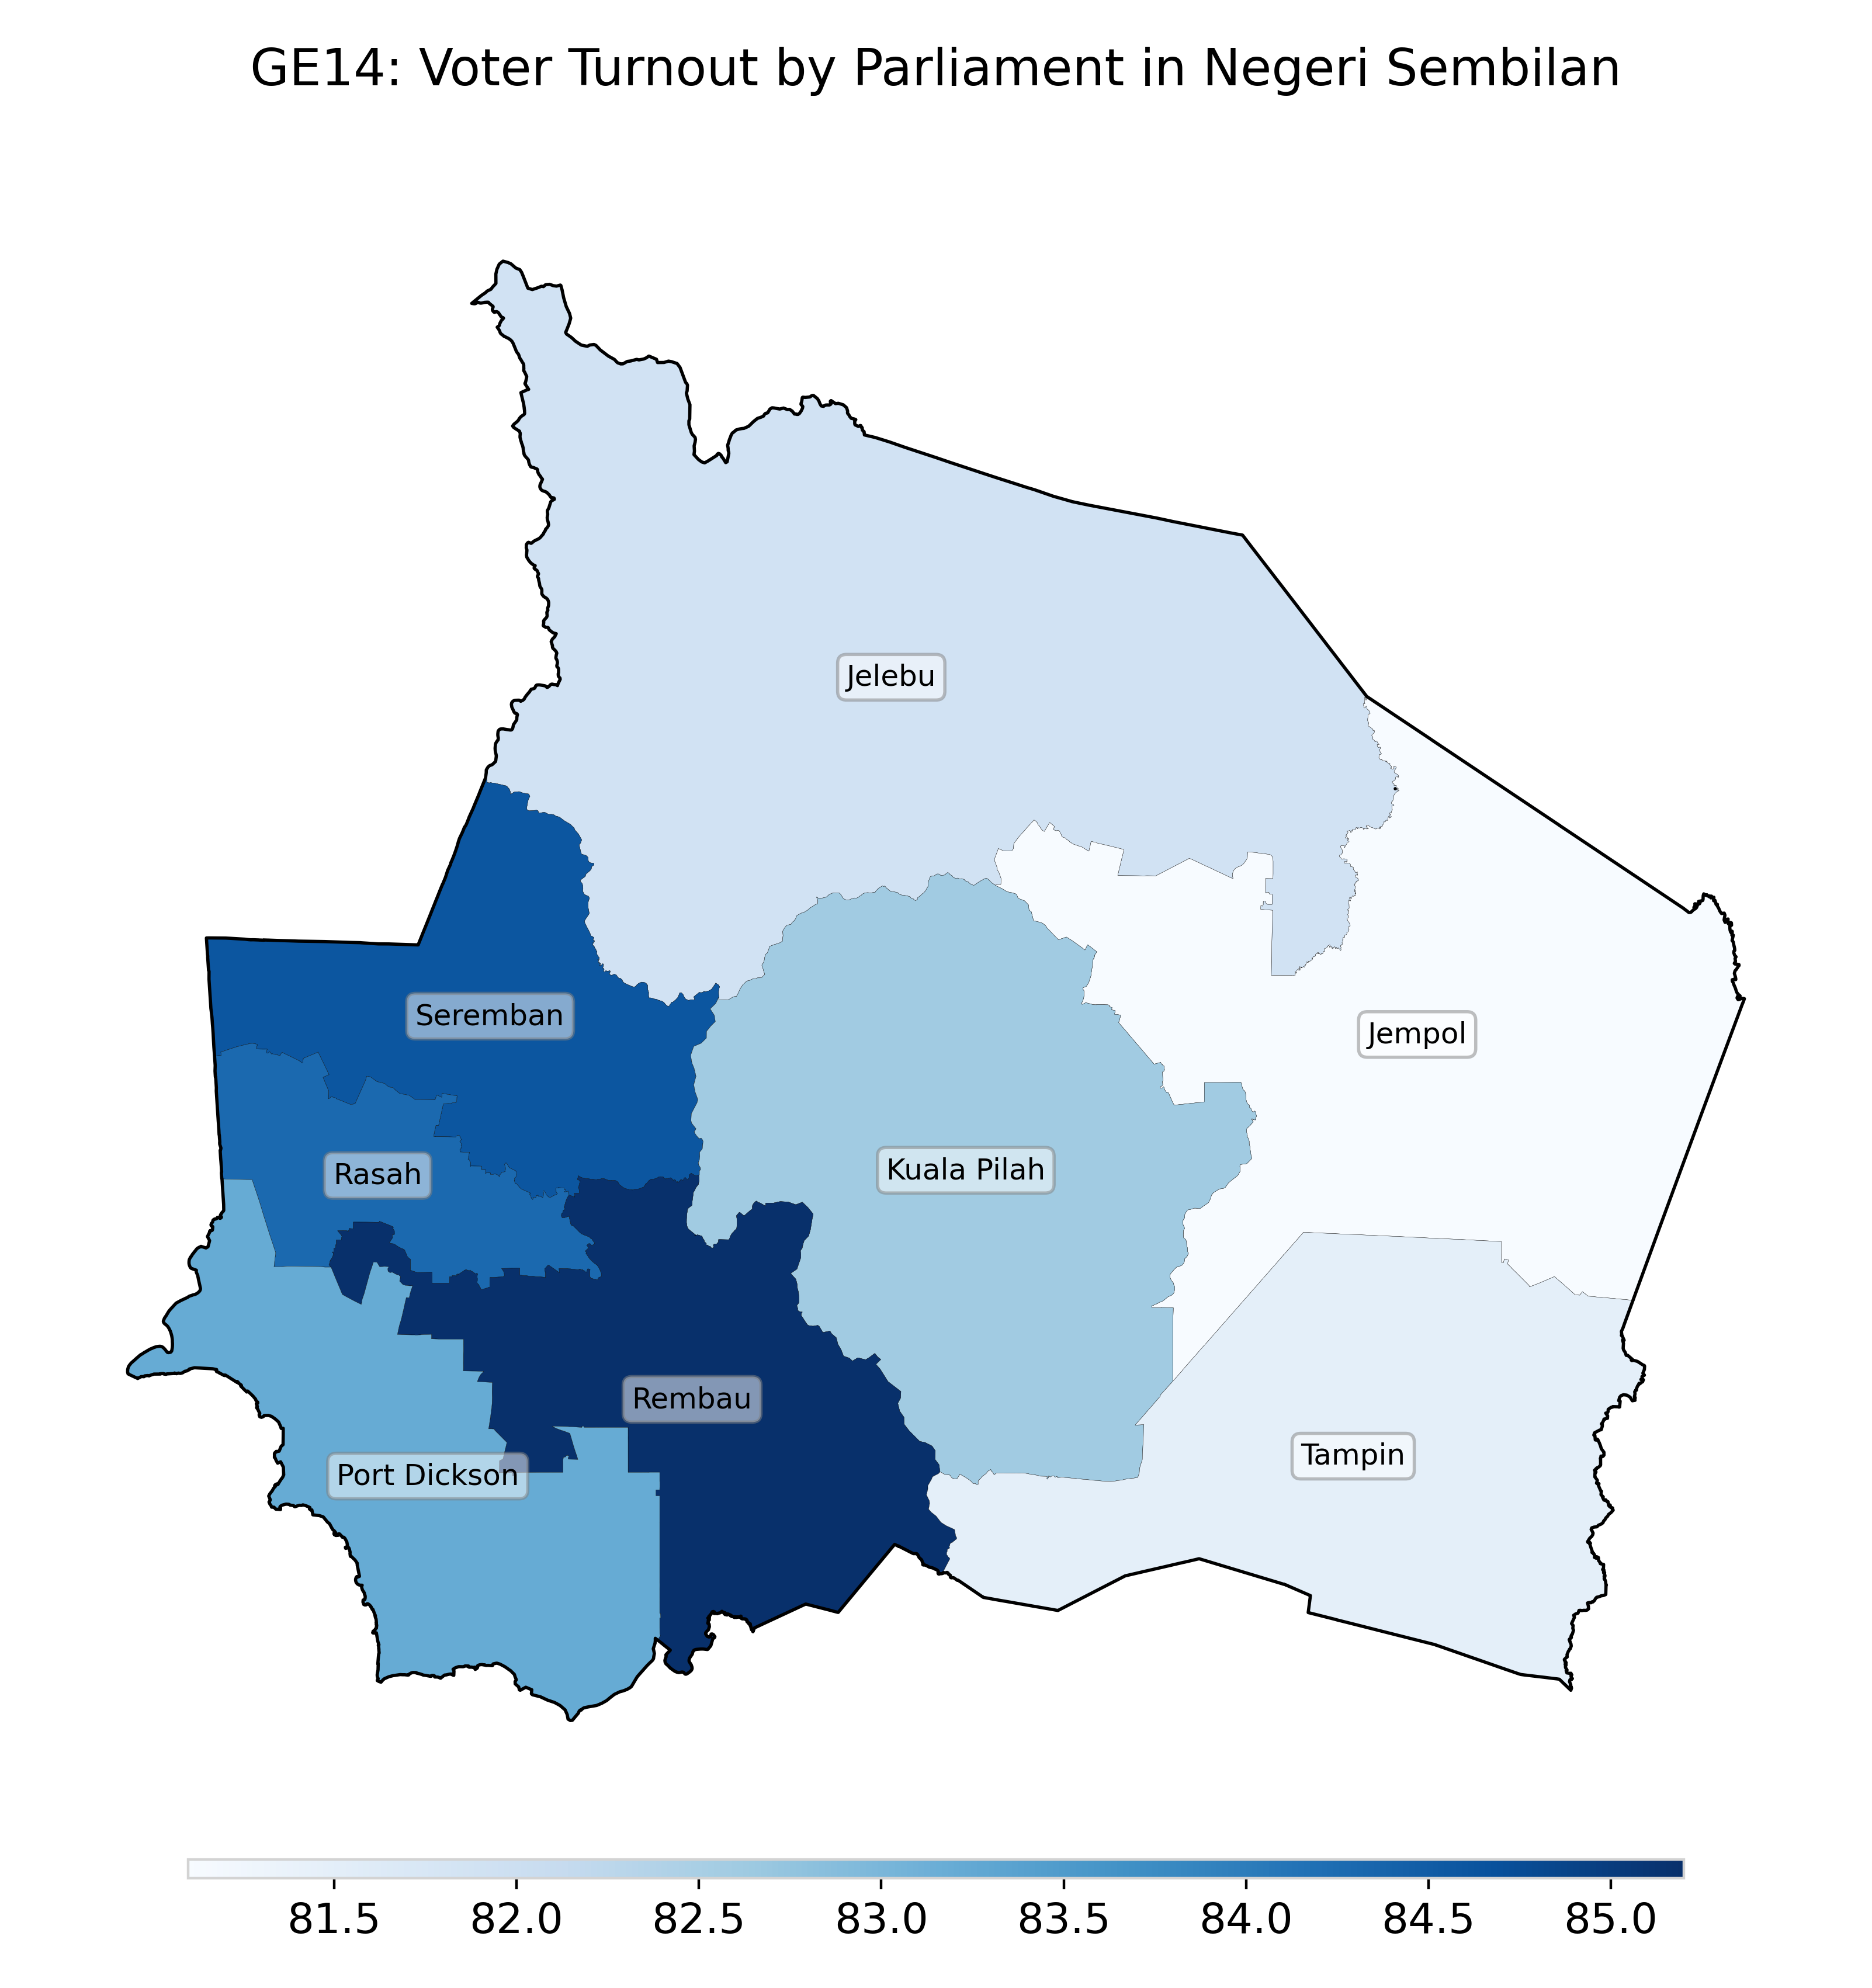 GE14: Voter Turnout by Parliament in Negeri Sembilan
Jelebu
Seremban
Jempol
Rasah
Kuala Pilah
Rembau
Tampin
Port Dickson
81.5 82.0 82.5 83.0 83.5 84.0 84.5 85.0